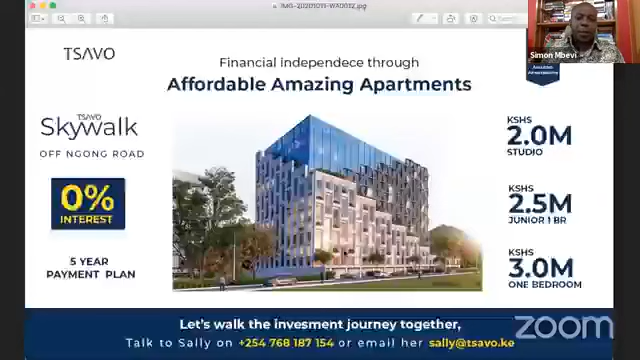 IMG-20201019-WA0012.jpg
Search
Simon Mbevi
TSAVO
Financial independece through
Affordable Amazing Apartments
TSAVO
Skywalk
OFF NGONG ROAD
0%
INTEREST
5 YEAR
PAYMENT PLAN
KSHS
2.0M
STUDIO
KSHS
2.5M
JUNIOR 1 BR
KSHS
3.0M
ONE BEDROOM
Let's walk the invesment journey together,
Talk to Sally on +254 768 187 154 or email her sally@tsavo.ke
zoom